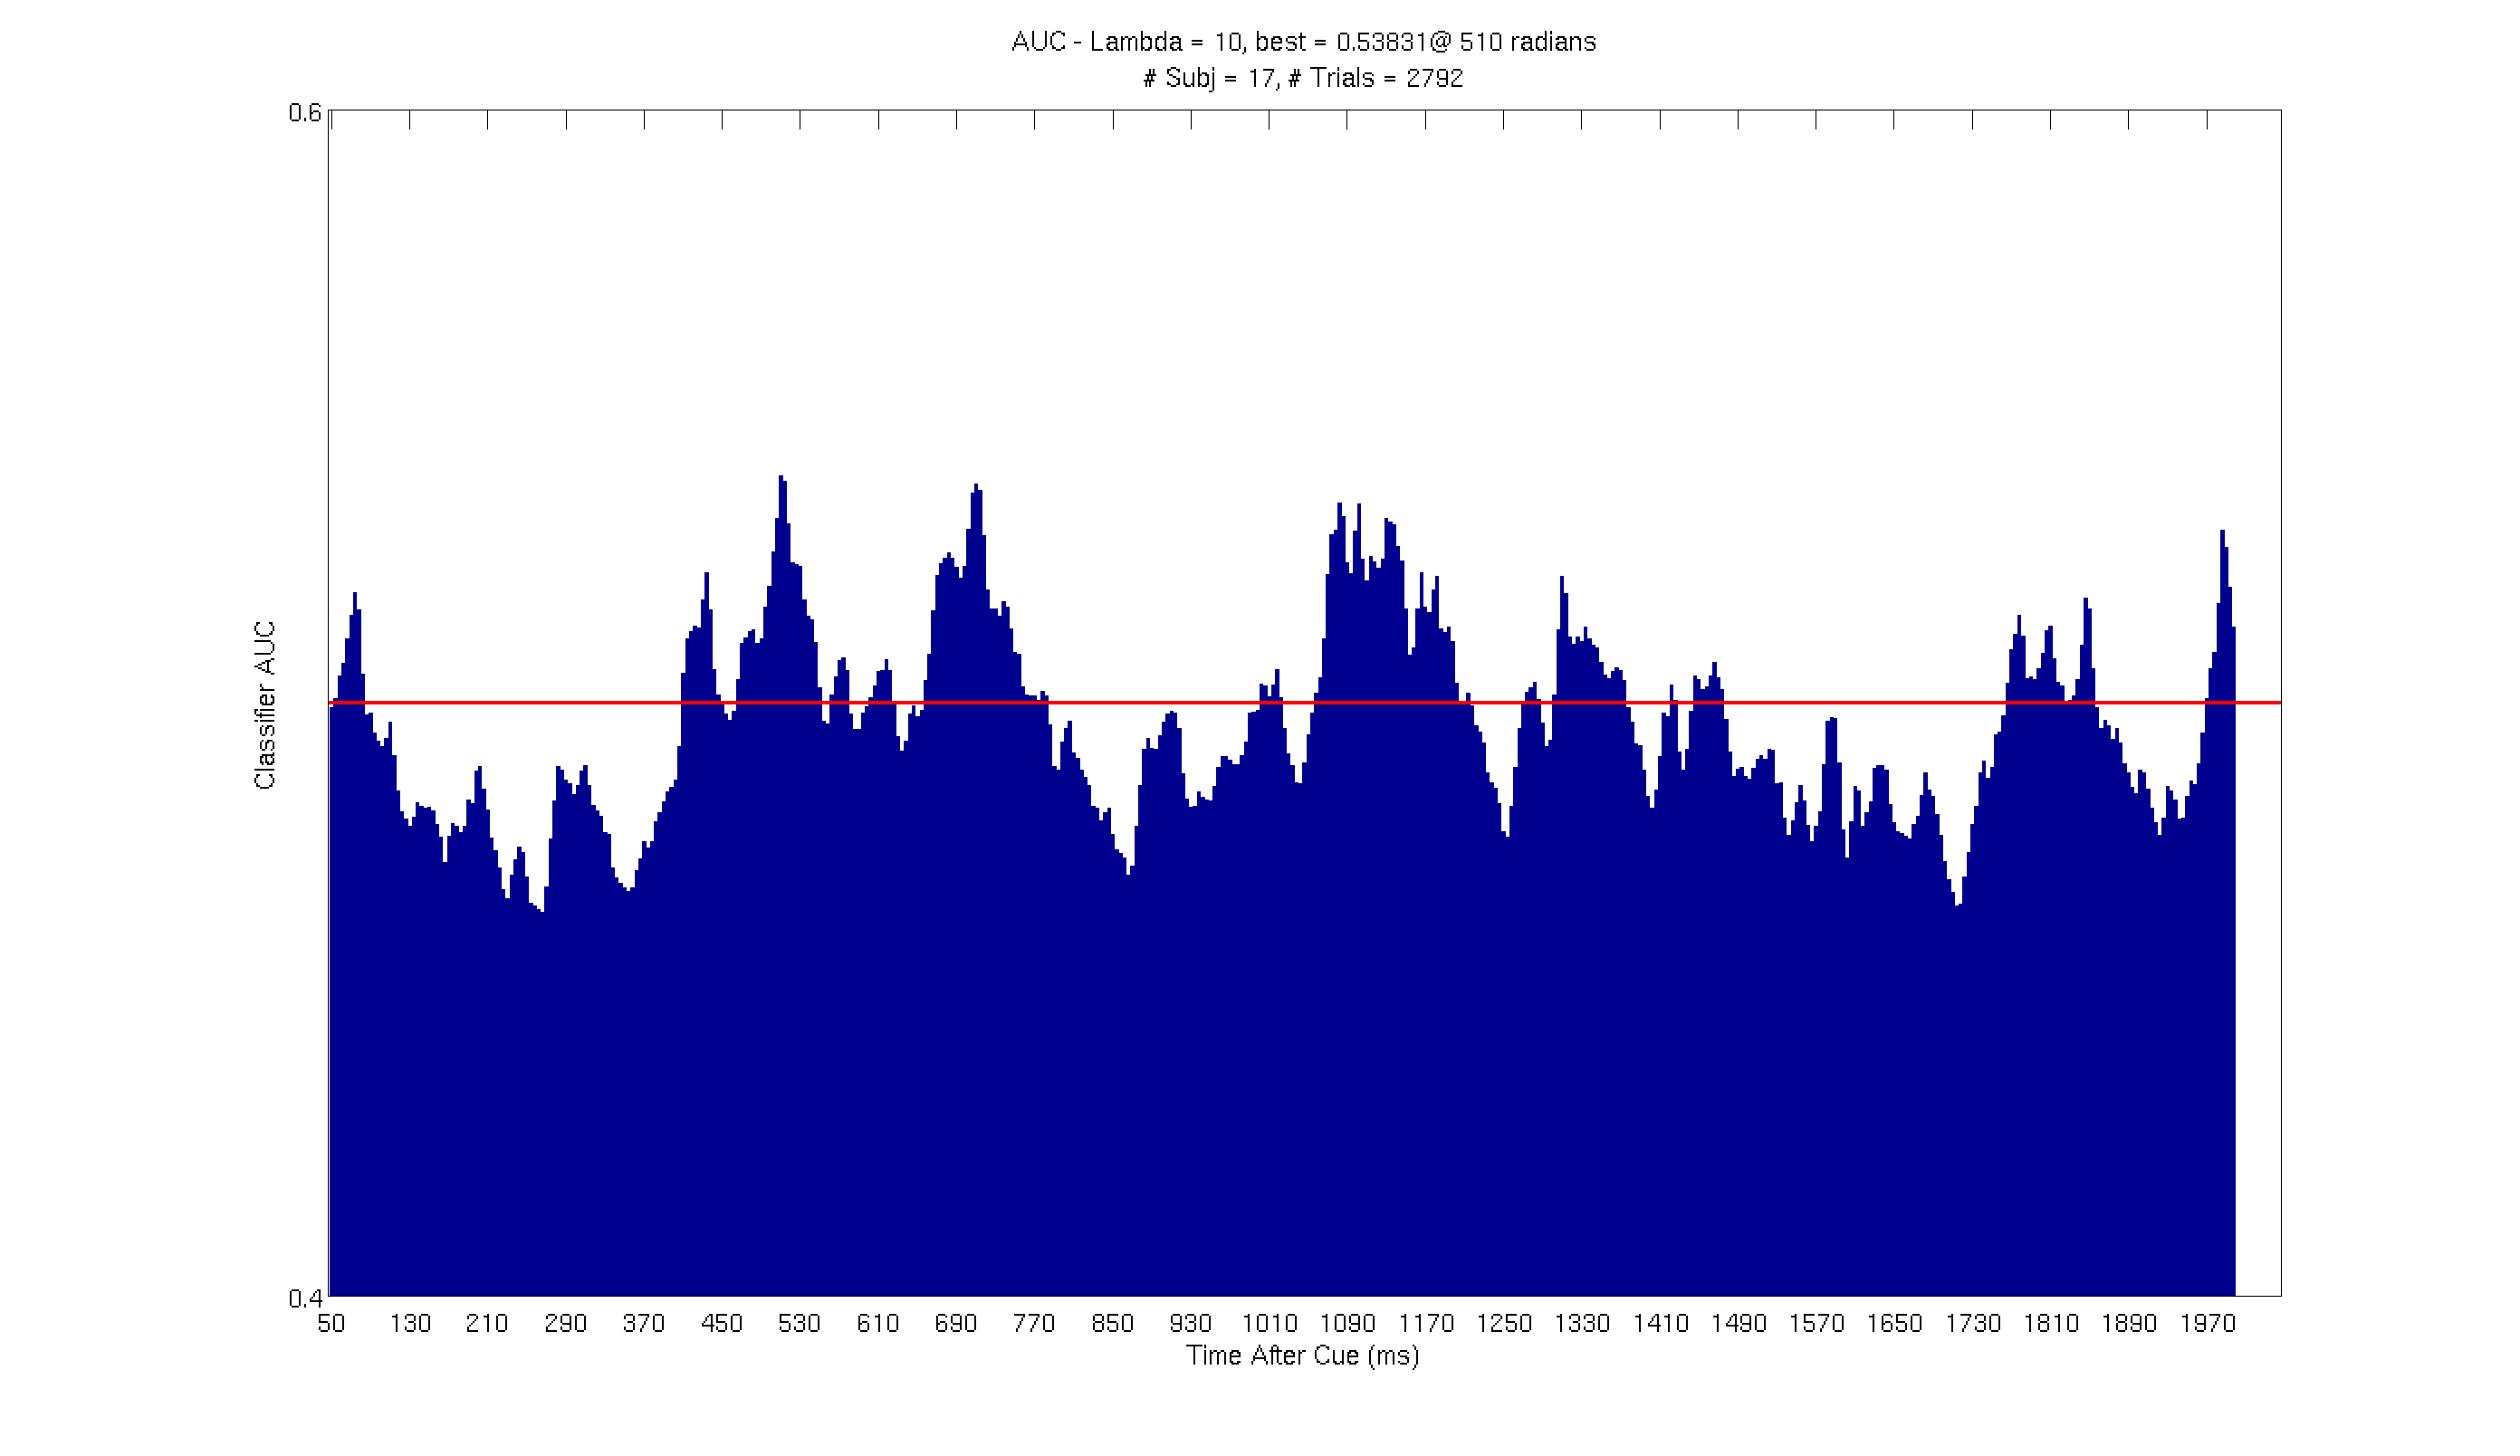 AUC - Lambda = 10, best = 0.53831@ 510 radians
# Subj = 17, # Trials = 2792
0.6
Classifier AUC
0.4
50 130 210 290 370 450 530 610 690 770 850 930 1010 1090 1170 1250 1330 1410 1490 1570 1650 1730 1810 1890 1970
Time After Cue (ms)